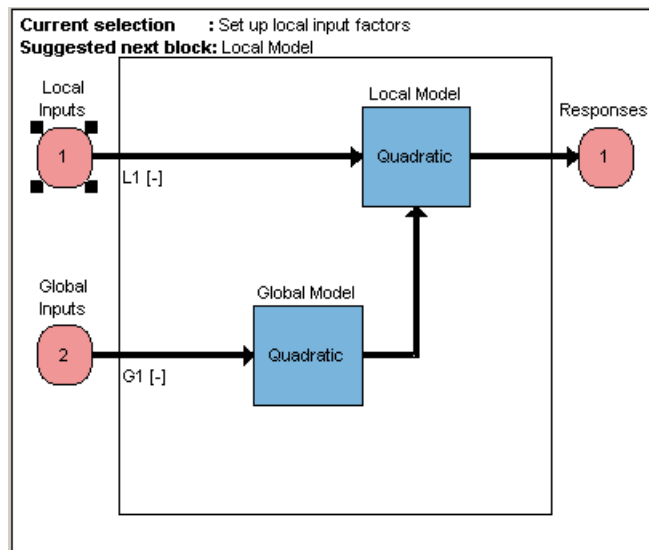 Current selection : Set up local input factors
Suggested next block: Local Model
Local
Inputs
Local Model
Responses
1
Quadratic
1
L1 [-]
Global
Inputs
Global Model
2
Quadratic
G1 [-]